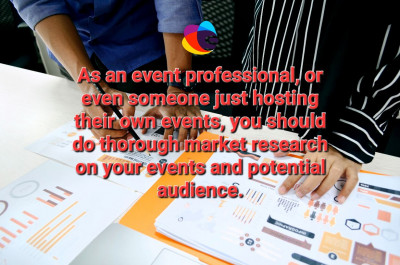 As an event professional, or
even someone just hosting
their own events, you should
do thorough market research
on your events and potential
audience.